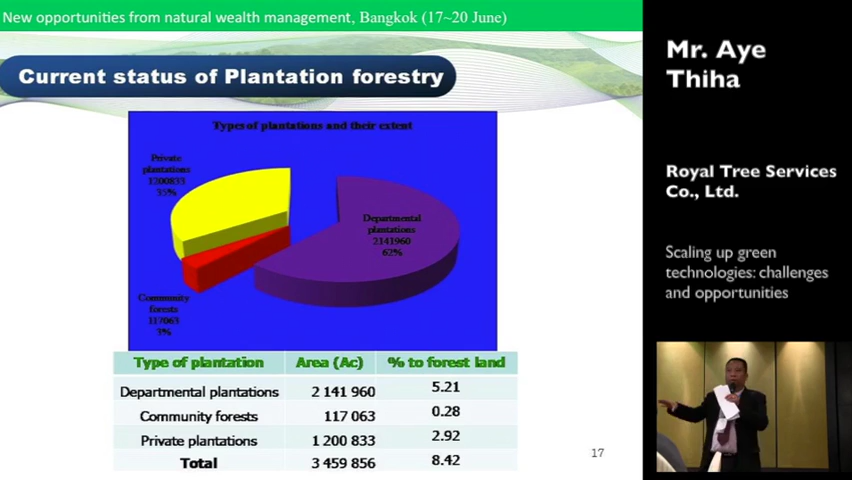 New opportunities from natural wealth management, Bangkok (17~20 June)
Current status of Plantation forestry
Types of plantations and their extent
Private
plantations
1200833
35%
Departmental
plantations
2141960
62%
Community
forests
117063
3%
Type of plantation Area (Ac) % to forest land
Departmental plantations 2 141 960 5.21
Community forests 117 063 0.28
Private plantations 1 200 833 2.92
Total 3 459 856 8.42
17
Mr. Aye
Thiha
Royal Tree Services
Co., Ltd.
Scaling up green
technologies: challenges
and opportunities